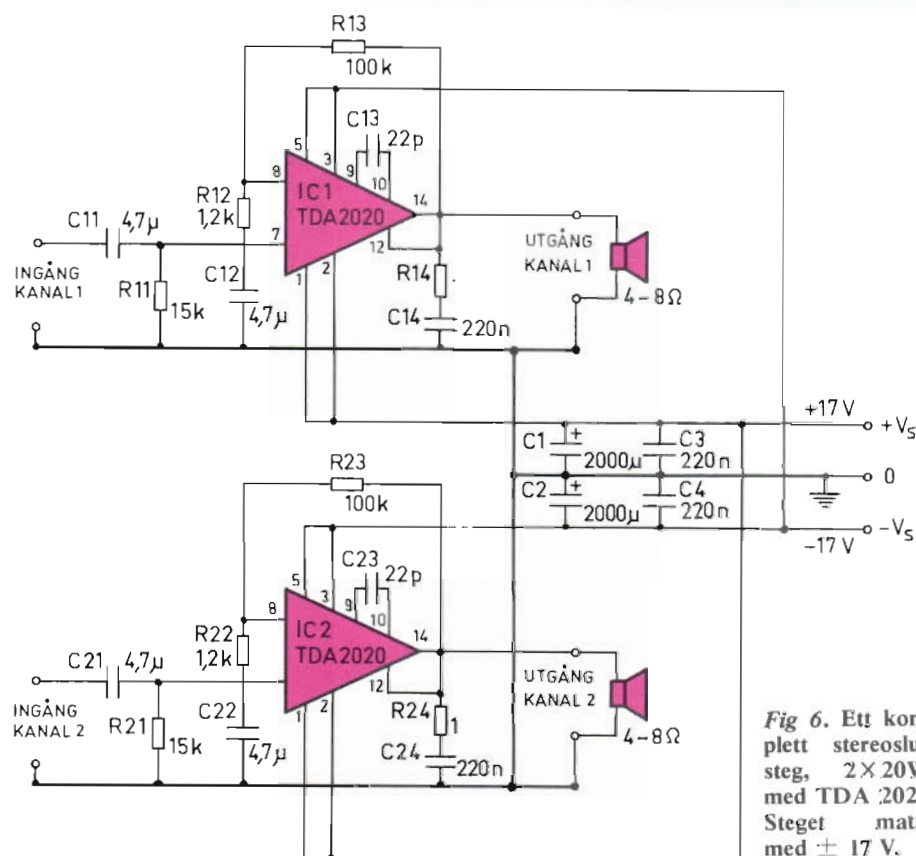 R13
100k
C13
22p
5
3
9
10
8
IC1
TDA2020
14
12
7
1
2
R12
1,2k
C11
4,7µ
INGÅNG
KANAL 1
R11
15k
C12
4,7µ
R14
C14
220n
UTGÅNG
KANAL 1
4-8Ω
+17V
+Vs
C1
+
2000µ
C3
220n
0
C2
+
2000µ
C4
220n
-Vs
-17V
R23
100k
C23
22p
5
3
9
10
8
IC2
TDA2020
14
12
1
2
R22
1,2k
C21
4,7µ
INGÅNG
KANAL 2
R21
15k
C22
4,7µ
R24
1
C24
220n
UTGÅNG
KANAL 2
4-8Ω
Fig 6. Ett kom
plett stereoslu
steg, 2×20W
med TDA 202
Steget mat
med ± 17 V.